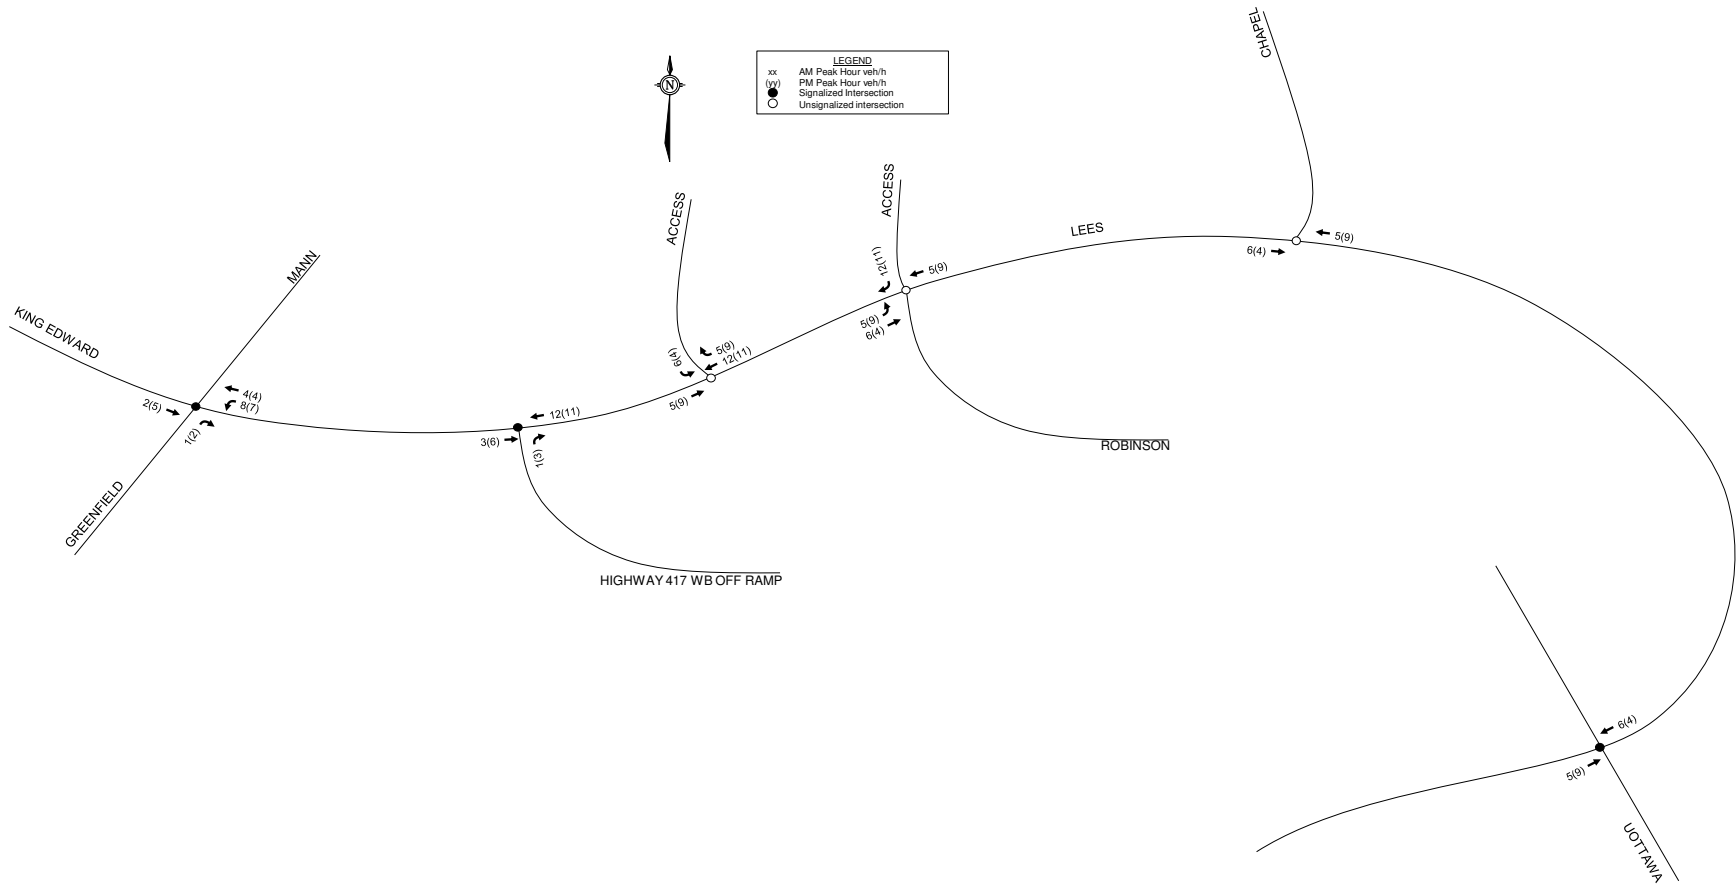 CHAPEL
LEGEND
xx AM Peak Hour veh/h
(yy) PM Peak Hour veh/h
Signalized Intersection
Unsignalized intersection
N
ACCESS
ACCESS
LEES
5(9)
6(4)
MANN
KING EDWARD
12(11)
5(9)
5(9)
6(4)
6(4)
5(9)
12(11)
5(9)
4(4)
8(7)
2(5)
1(2)
12(11)
3(6)
1(3)
ROBINSON
GREENFIELD
HIGHWAY 417 WB OFF RAMP
6(4)
5(9)
UOTTAWA